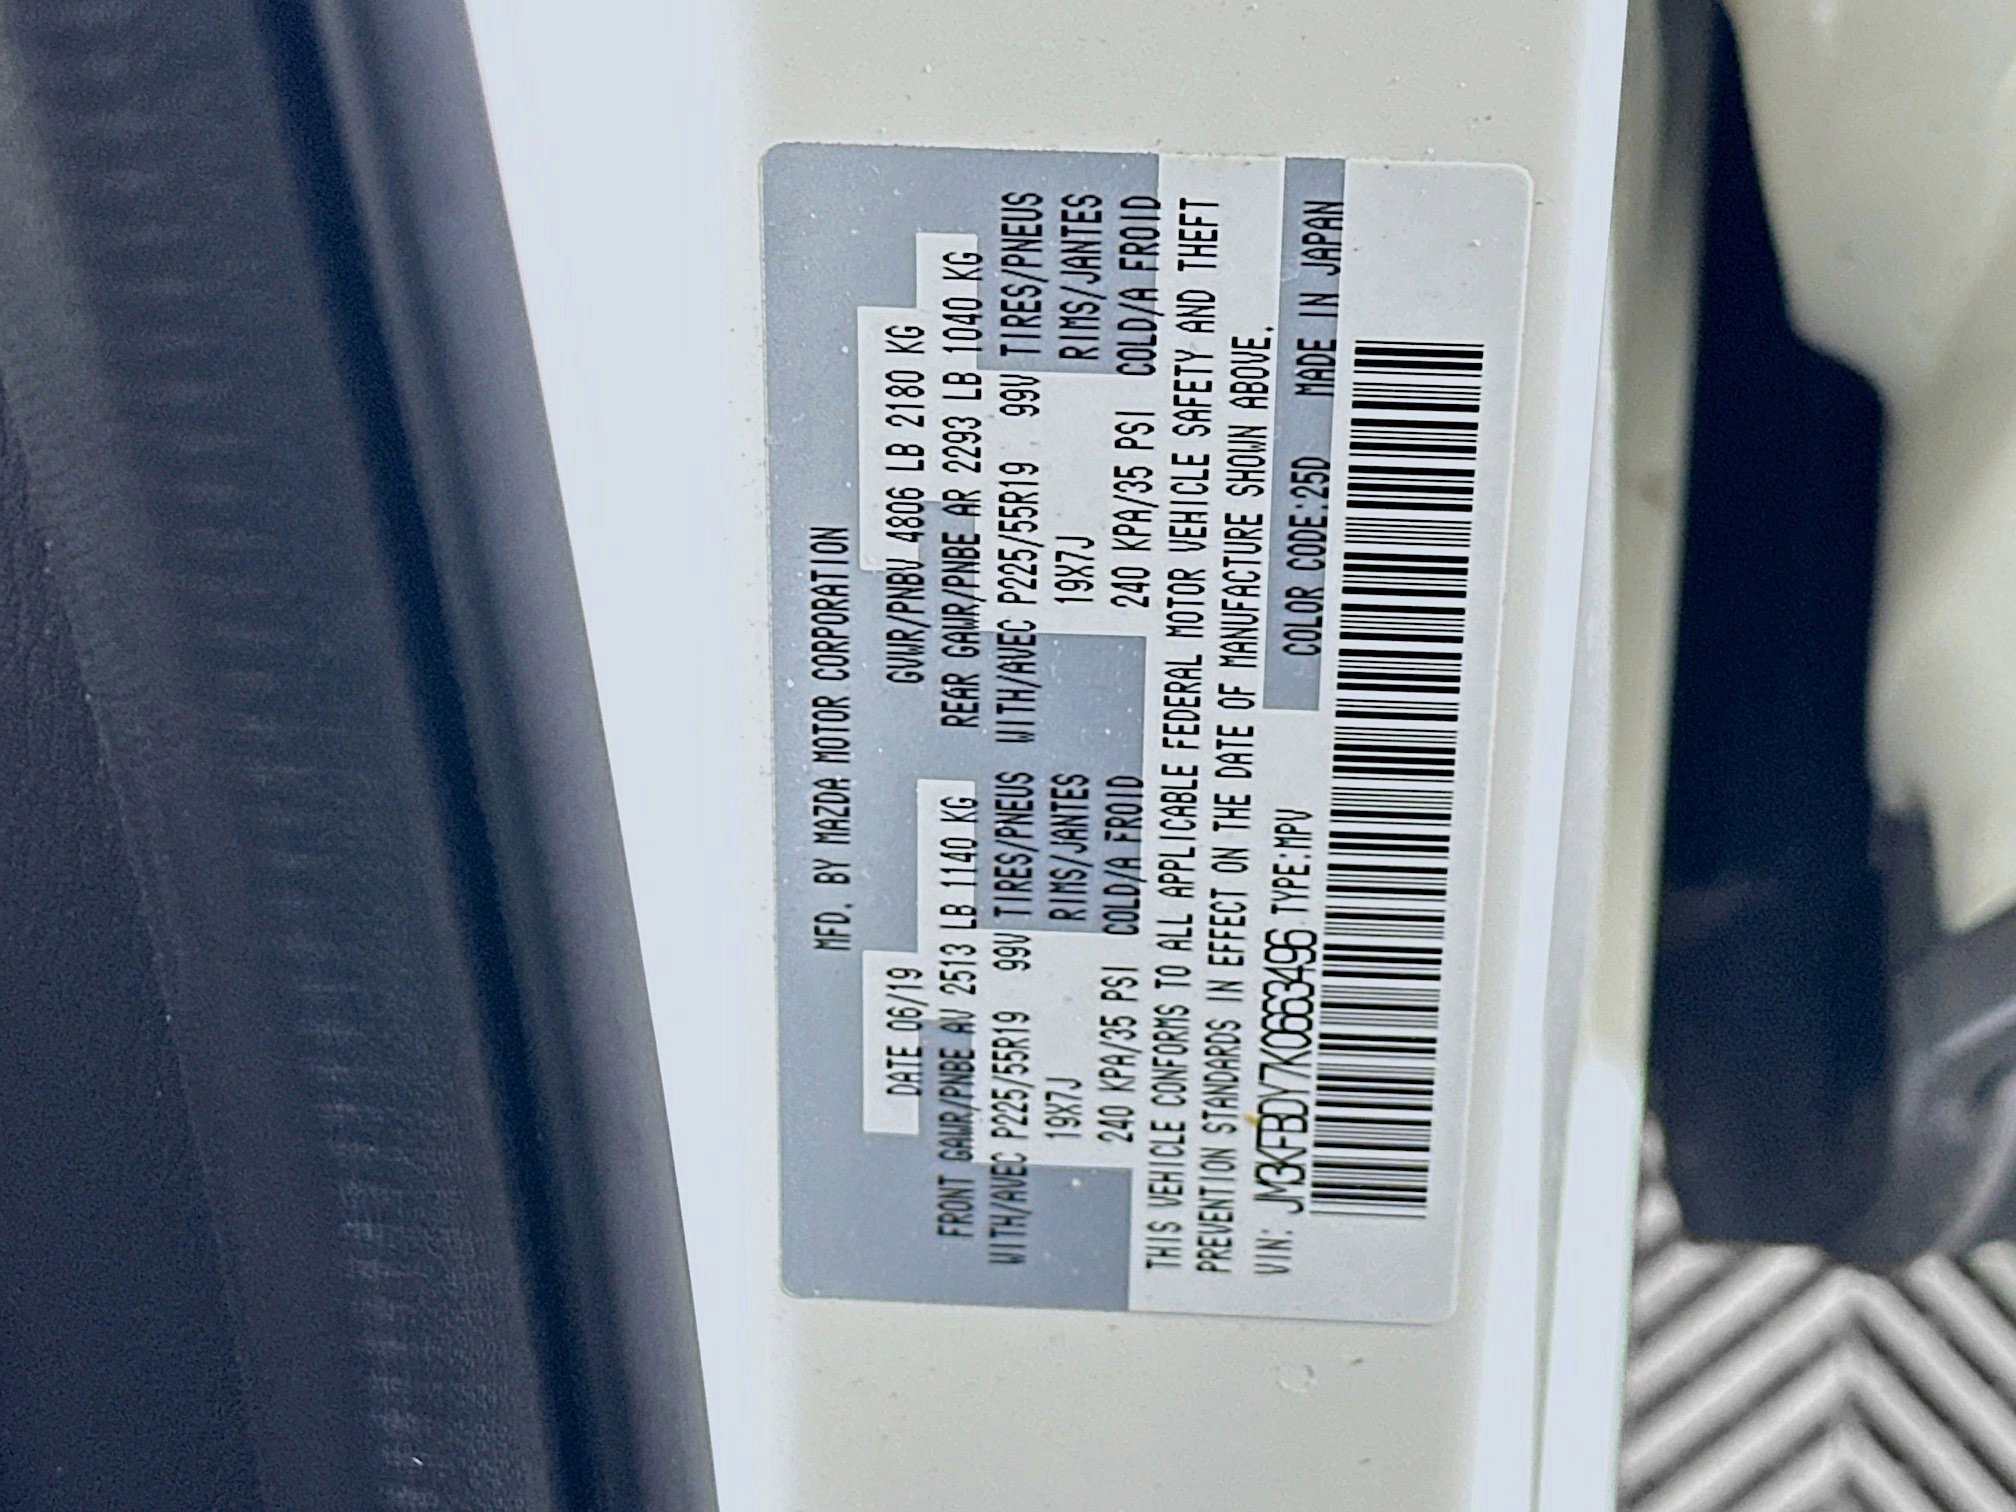 MFD. BY MAZDA MOTOR CORPORATION
DATE 06/19 GVWR/PNBV 4806 LB 2180 KG
FRONT GAWR/PNBE AV 2513 LB 1140 KG REAR GAWR/PNBE AR 2293 LB 1040 KG
WITH/AVEC P225/55R19 99V TIRES/PNEUS WITH/AVEC P225/55R19 99V TIRES/PNEUS
19X7J RIMS/JANTES 19X7J RIMS/JANTES
240 KPA/35 PSI COLD/A FROID 240 KPA/35 PSI COLD/A FROID
THIS VEHICLE CONFORMS TO ALL APPLICABLE FEDERAL MOTOR VEHICLE SAFETY AND THEFT
PREVENTION STANDARDS IN EFFECT ON THE DATE OF MANUFACTURE SHOWN ABOVE.
VIN: JM3KFBDY7K0663496 TYPE:MPV COLOR CODE:25D MADE IN JAPAN